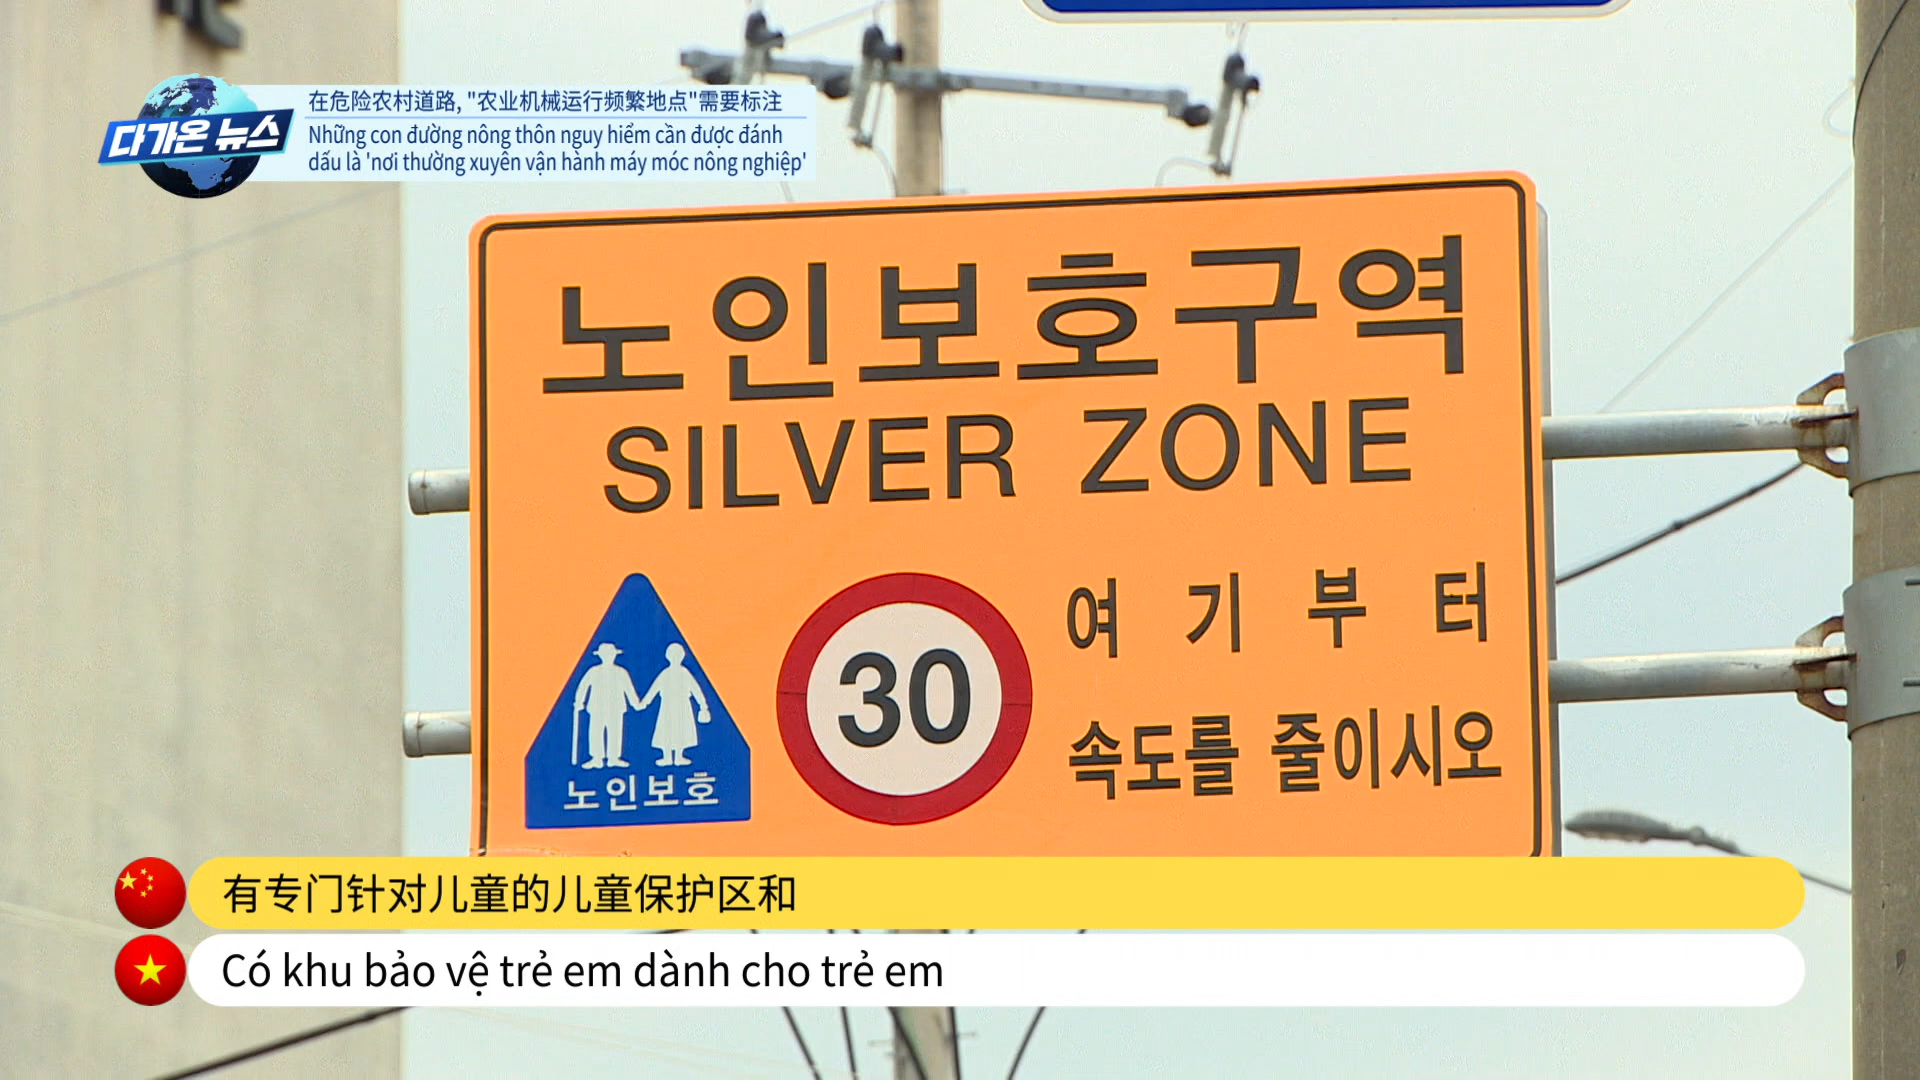 다가온 뉴스
在危险农村道路, "农业机械运行频繁地点"需要标注
Những con đường nông thôn nguy hiểm cần được đánh
dấu là 'nơi thường xuyên vận hành máy móc nông nghiệp'
노인보호구역
SILVER ZONE
여기부터
속도를 줄이시오
30
노인보호
有专门针对儿童的儿童保护区和
Có khu bảo vệ trẻ em dành cho trẻ em